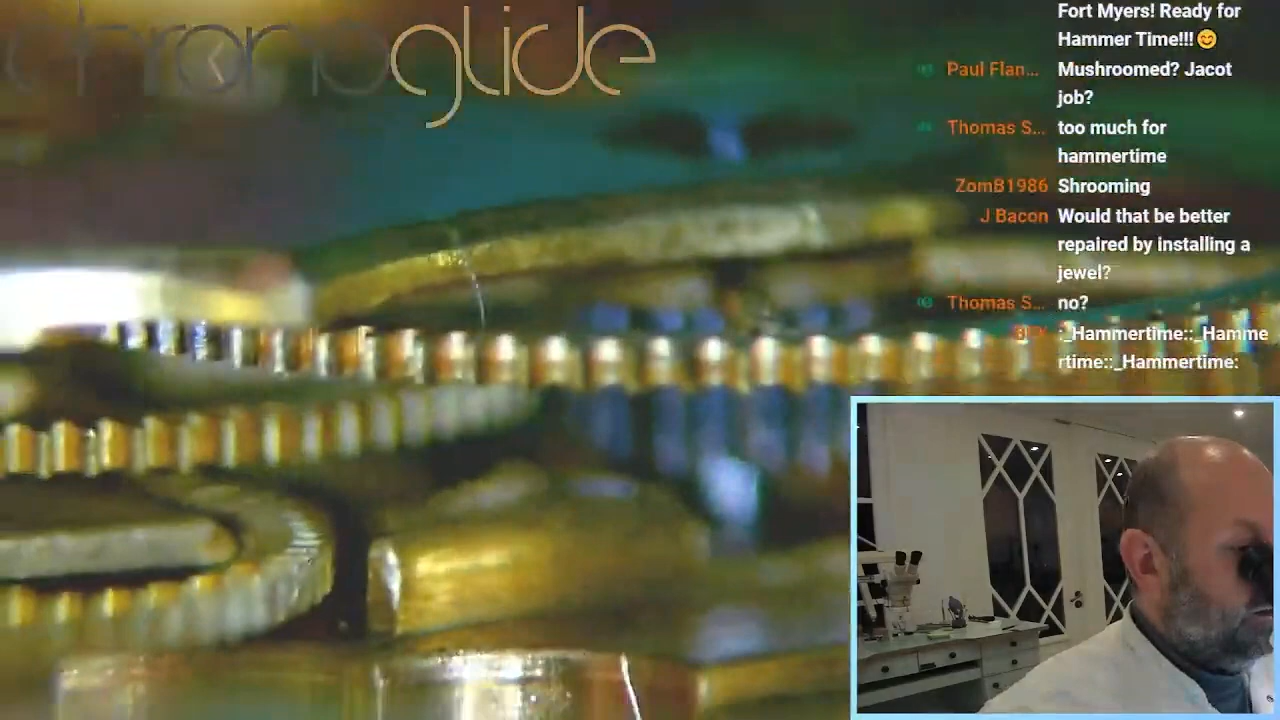 chronoglide
Fort Myers! Ready for
Hammer Time!!!😊
Paul Flan... Mushroomed? Jacot
job?
Thomas S... too much for
hammertime
ZomB1986 Shrooming
J Bacon Would that be better
repaired by installing a
jewel?
Thomas S... no?
:_Hammertime::_Hamme
rtime::_Hammertime: